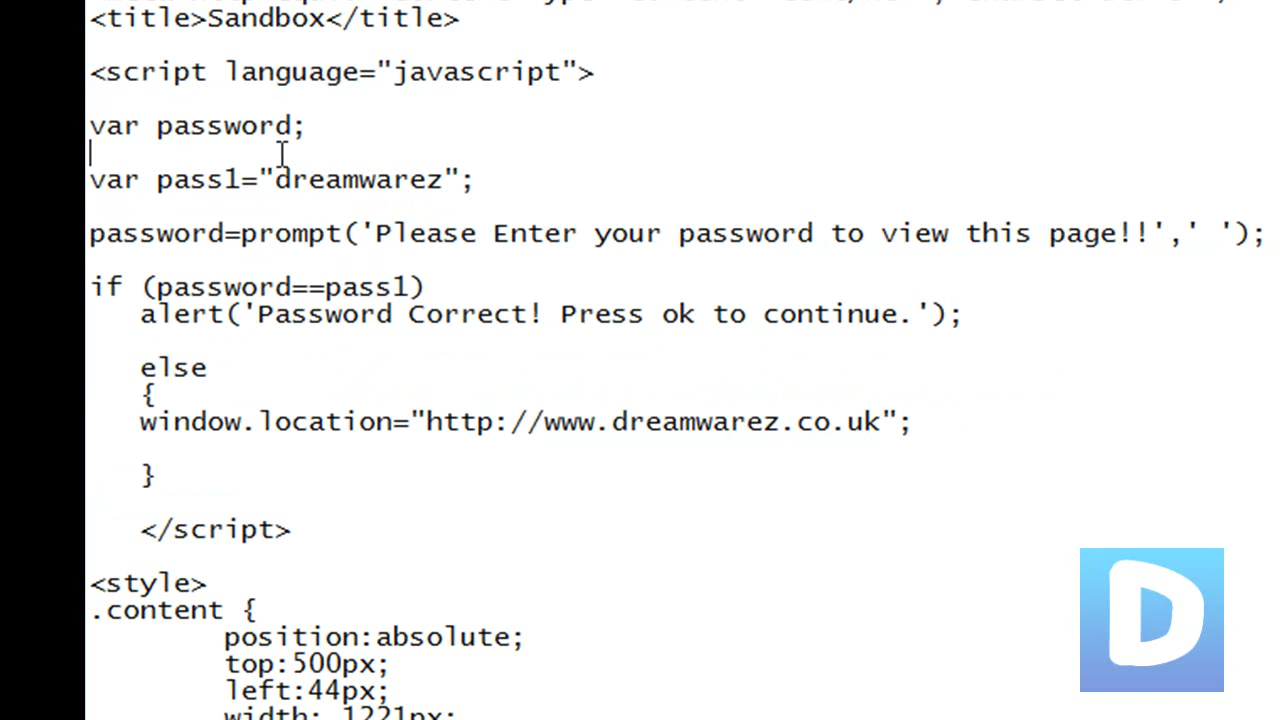 <title>Sandbox</title>
<script language="javascript">
var password;
var pass1="dreamwarez";
password=prompt('Please Enter your password to view this page!!',' ');
if (password==pass1)
alert('Password Correct! Press ok to continue.');
else
{
window.location="http://www.dreamwarez.co.uk";
}
</script>
<style>
.content {
position:absolute;
top:500px;
left:44px;
width: 1221px;
D